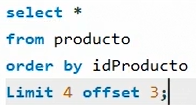 select *
from producto
order by idProducto
Limit 4 offset 3;